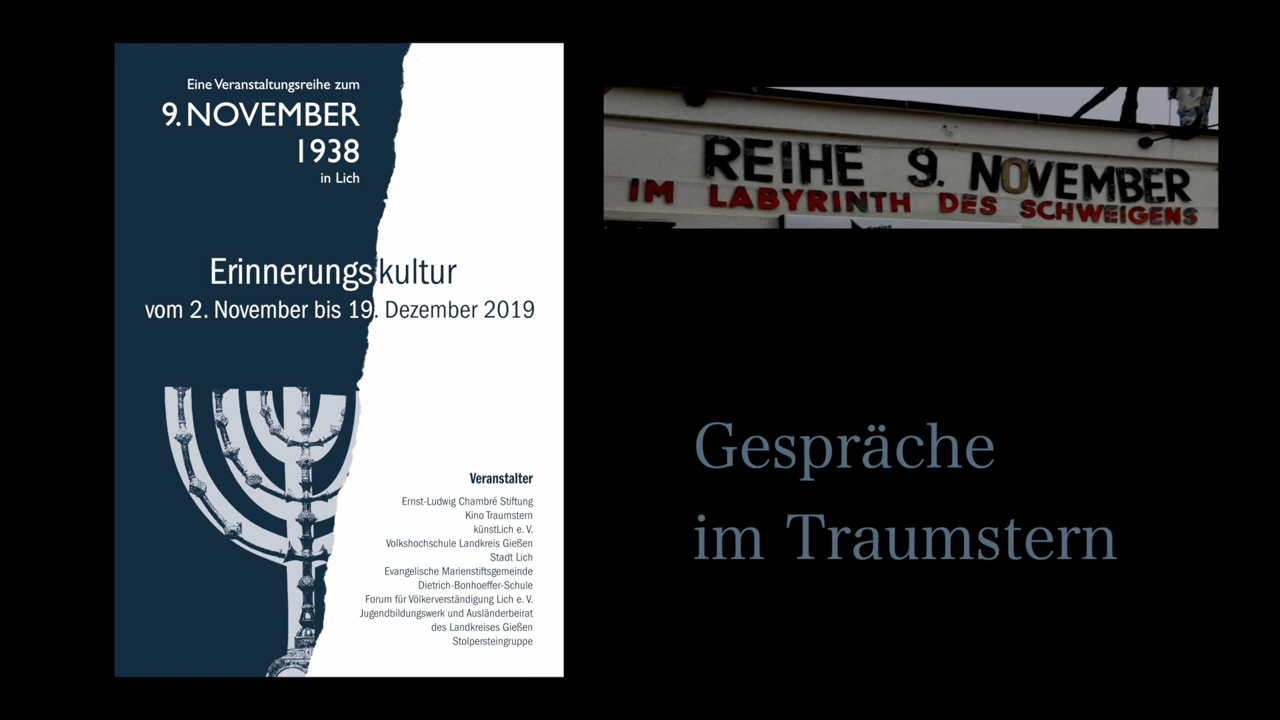 Eine Veranstaltungsreihe zum
9. NOVEMBER
1938
in Lich
Erinnerungskultur
vom 2. November bis 19. Dezember 2019
Veranstalter
Ernst-Ludwig Chambré Stiftung
Kino Traumstern
künstLich e. V.
Volkshochschule Landkreis Gießen
Stadt Lich
Evangelische Marienstiftsgemeinde
Dietrich-Bonhoeffer-Schule
Forum für Völkerverständigung Lich e. V.
Jugendbildungswerk und Ausländerbeirat
des Landkreises Gießen
Stolpersteingruppe
REIHE 9. NOVEMBER
IM LABYRINTH DES SCHWEIGENS
Gespräche
im Traumstern